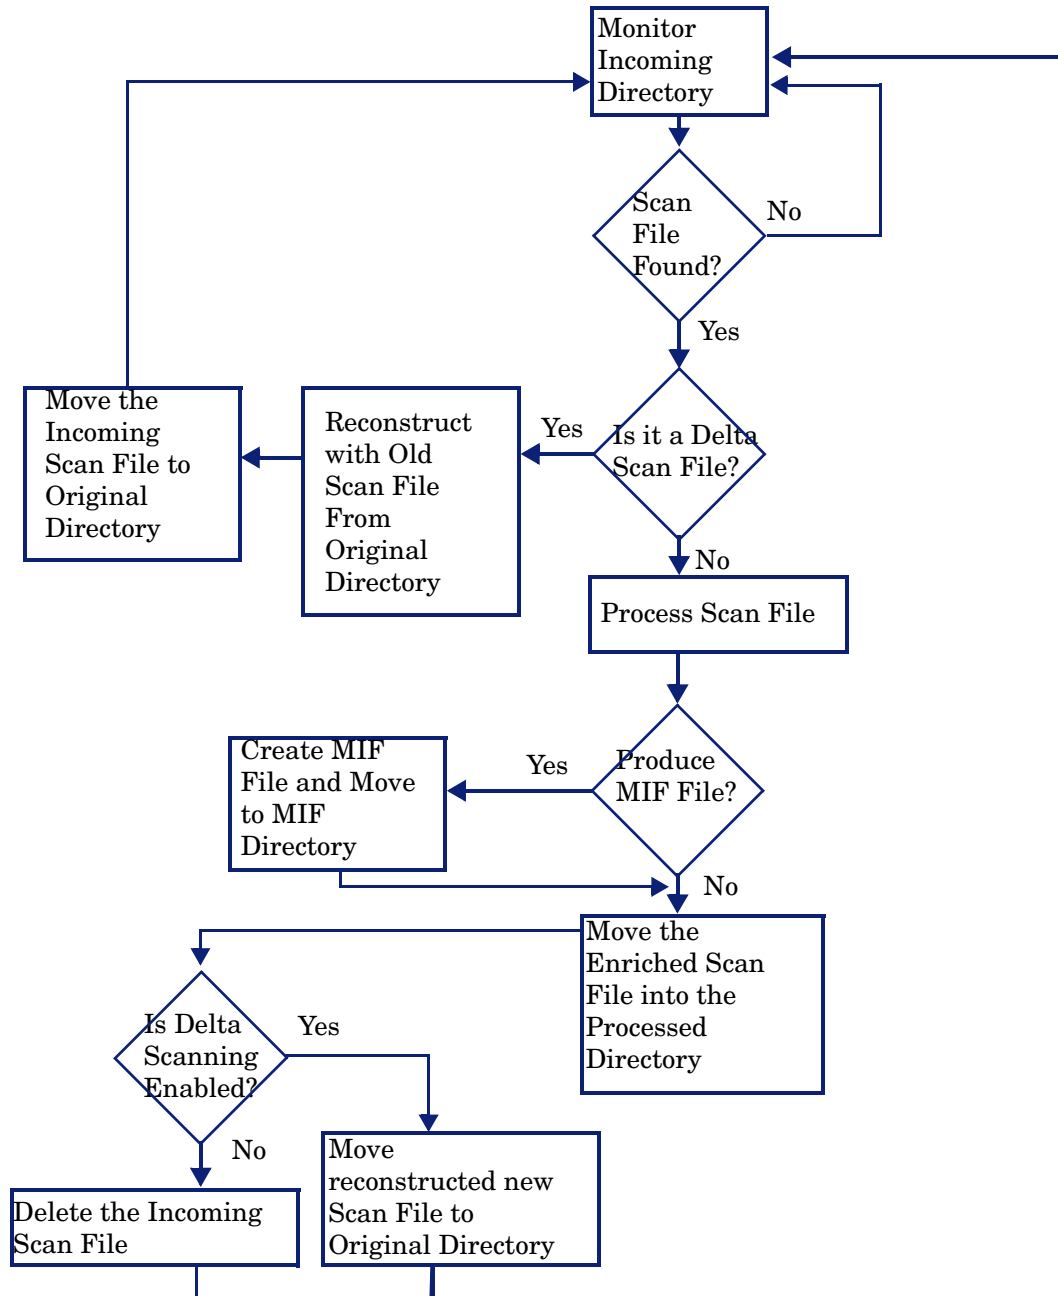 Monitor
Incoming
Directory
Scan
File
Found?
No
Yes
Move the
Incoming
Scan File to
Original
Directory
Reconstruct
with Old
Scan File
From
Original
Directory
Yes
Is it a Delta
Scan File?
No
Process Scan File
Create MIF
File and Move
to MIF
Directory
Yes
Produce
MIF File?
No
Move the
Enriched Scan
File into the
Processed
Directory
Is Delta
Scanning
Enabled?
Yes
No
Delete the Incoming
Scan File
Move
reconstructed new
Scan File to
Original Directory